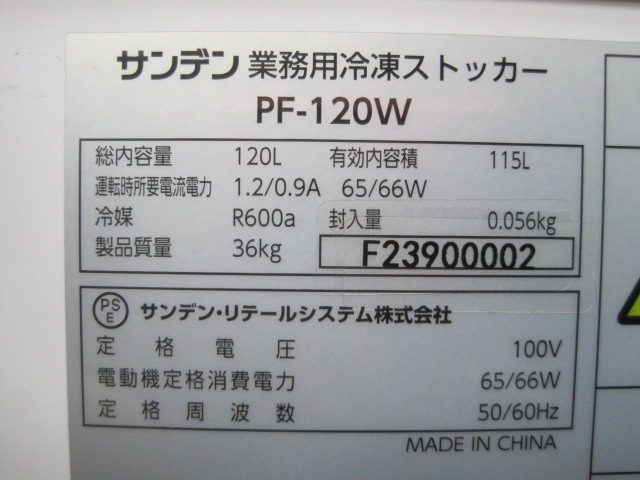 サンデン 業務用冷凍ストッカー
PF-120W
総内容量 120L 有効内容積 115L
運転時所要電流電力 1.2/0.9A 65/66W
冷媒 R600a 封入量 0.056kg
製品質量 36kg F23900002
PSE サンデン・リテールシステム株式会社
定格電圧 100V
電動機定格消費電力 65/66W
定格周波数 50/60Hz
MADE IN CHINA